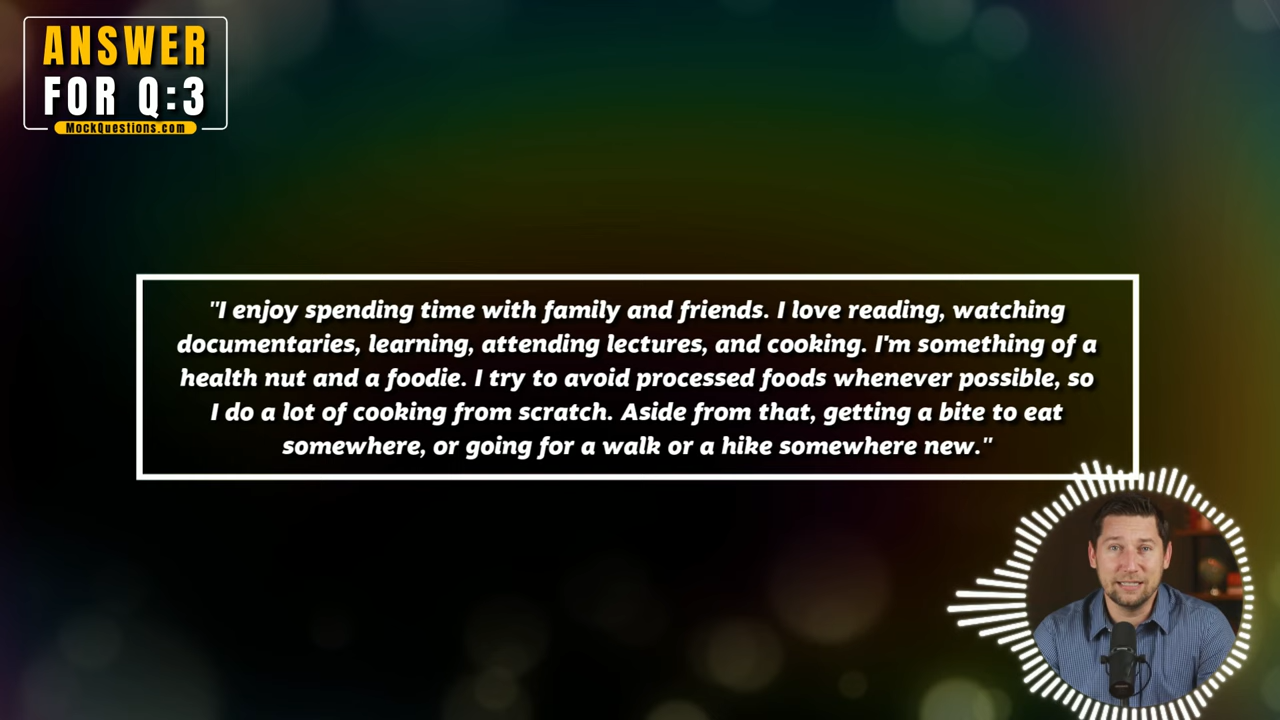 ANSWER
FOR Q:3
MockQuestions.com
"I enjoy spending time with family and friends. I love reading, watching
documentaries, learning, attending lectures, and cooking. I'm something of a
health nut and a foodie. I try to avoid processed foods whenever possible, so
I do a lot of cooking from scratch. Aside from that, getting a bite to eat
somewhere, or going for a walk or a hike somewhere new."